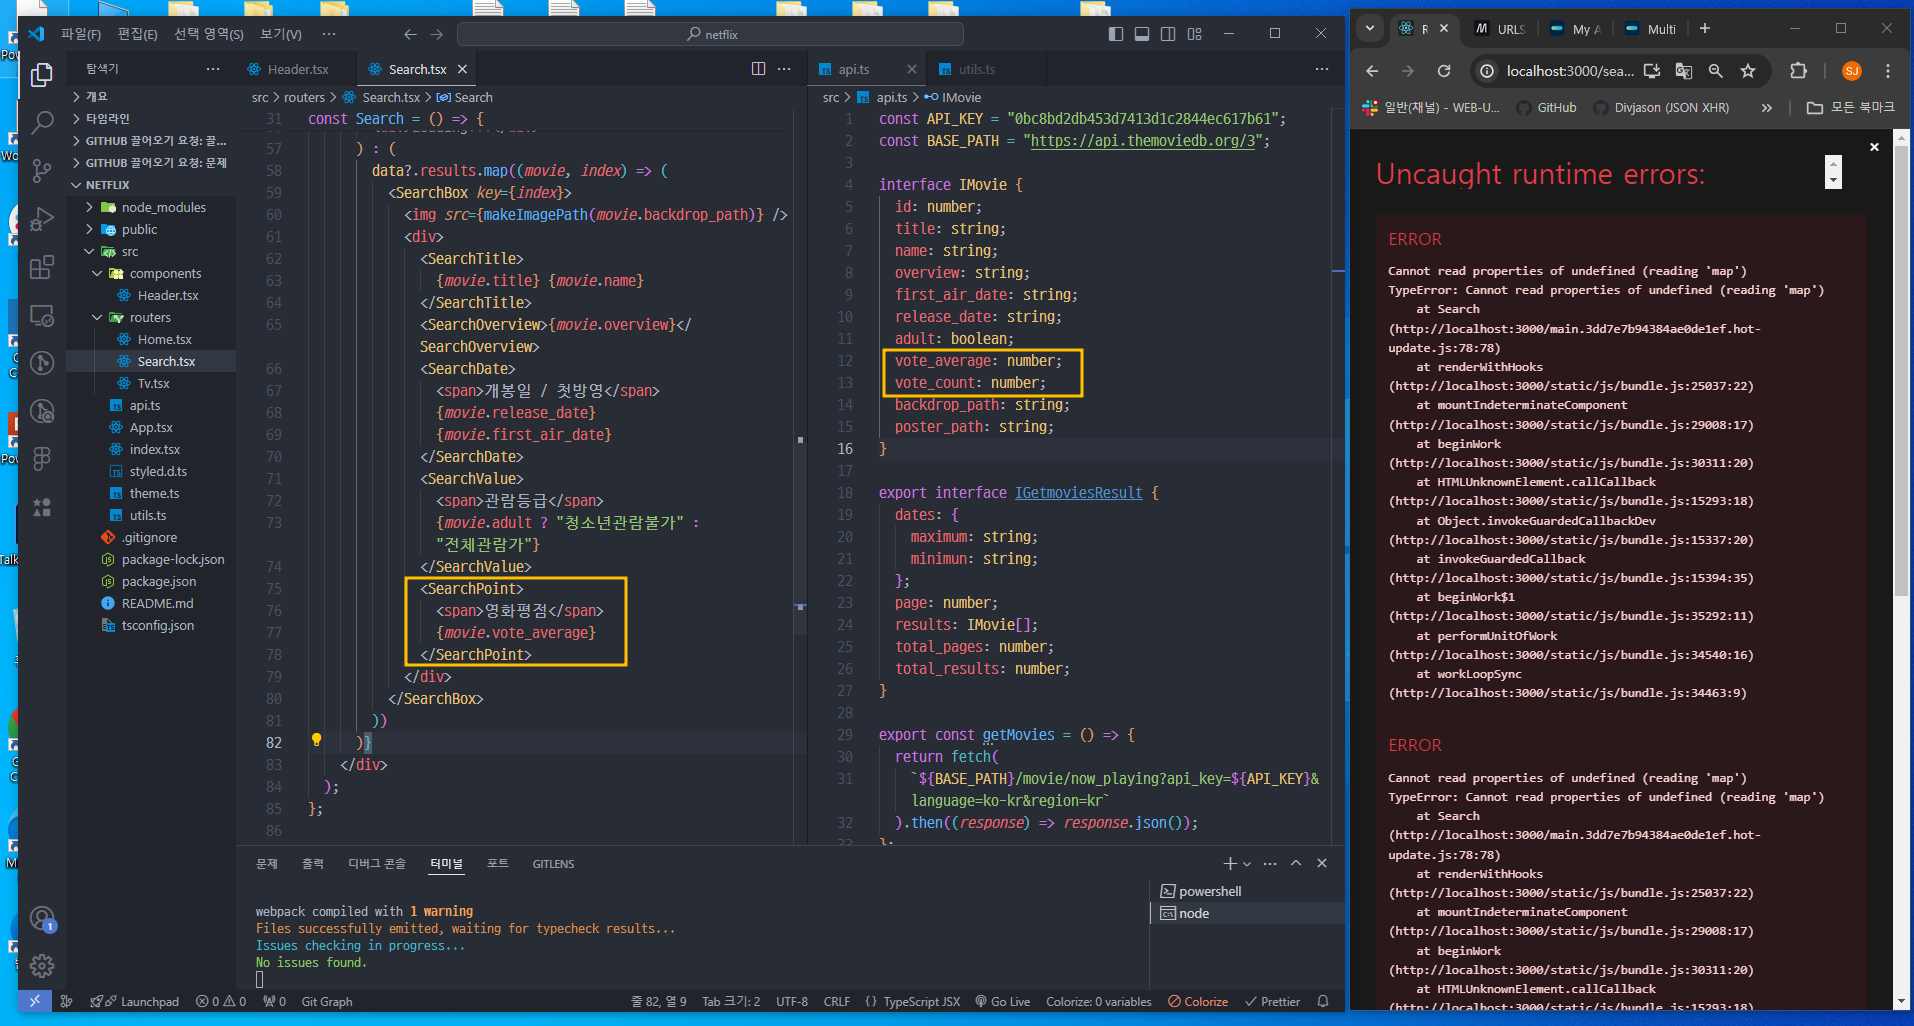 파일(F) 편집(E) 선택 영역(S) 보기(V) ··· netflix
탐색기 ···
개요
타임라인
GITHUB 끌어오기 요청: 끌...
GITHUB 끌어오기 요청: 문제
NETFLIX
node_modules
public
src
components
Header.tsx
routers
Home.tsx
Search.tsx
Tv.tsx
api.ts
App.tsx
index.tsx
styled.d.ts
theme.ts
utils.ts
.gitignore
package-lock.json
package.json
README.md
tsconfig.json
Header.tsx Search.tsx
src > routers > Search.tsx > Search
31 const Search = () => {
57 ) : (
58 data?.results.map((movie, index) => (
59 <SearchBox key={index}>
60 <img src={makeImagePath(movie.backdrop_path)} />
61 <div>
62 <SearchTitle>
63 {movie.title} {movie.name}
64 </SearchTitle>
65 <SearchOverview>{movie.overview}</
SearchOverview>
66 <SearchDate>
67 <span>개봉일 / 첫방영</span>
68 {movie.release_date}
69 {movie.first_air_date}
70 </SearchDate>
71 <SearchValue>
72 <span>관람등급</span>
73 {movie.adult ? "청소년관람불가" :
"전체관람가"}
74 </SearchValue>
75 <SearchPoint>
76 <span>영화평점</span>
77 {movie.vote_average}
78 </SearchPoint>
79 </div>
80 </SearchBox>
81 ))
82 )}
83 </div>
84 );
85 };
86
api.ts utils.ts
src > api.ts > IMovie
1 const API_KEY = "0bc8bd2db453d7413d1c2844ec617b61";
2 const BASE_PATH = "https://api.themoviedb.org/3";
3
4 interface IMovie {
5 id: number;
6 title: string;
7 name: string;
8 overview: string;
9 first_air_date: string;
10 release_date: string;
11 adult: boolean;
12 vote_average: number;
13 vote_count: number;
14 backdrop_path: string;
15 poster_path: string;
16 }
17
18 export interface IGetmoviesResult {
19 dates: {
20 maximum: string;
21 minimun: string;
22 };
23 page: number;
24 results: IMovie[];
25 total_pages: number;
26 total_results: number;
27 }
28
29 export const getMovies = () => {
30 return fetch(
31 `${BASE_PATH}/movie/now_playing?api_key=${API_KEY}&
language=ko-kr&region=kr`
32 ).then((response) => response.json());
33 };
문제 출력 디버그 콘솔 터미널 포트 GITLENS
webpack compiled with 1 warning
Files successfully emitted, waiting for typecheck results...
Issues checking in progress...
No issues found.
powershell
node
Launchpad 0 0 0 Git Graph 줄 82, 열 9 Tab 크기: 2 UTF-8 CRLF {} TypeScript JSX Go Live Colorize: 0 variables Colorize Prettier
R URLS My A Multi
localhost:3000/sea... SJ
일반(채널) - WEB-U... GitHub Divjason (JSON XHR) » 모든 북마크
Uncaught runtime errors:
ERROR
Cannot read properties of undefined (reading 'map')
TypeError: Cannot read properties of undefined (reading 'map')
at Search
(http://localhost:3000/main.3dd7e7b94384ae0de1ef.hot-
update.js:78:78)
at renderWithHooks
(http://localhost:3000/static/js/bundle.js:25037:22)
at mountIndeterminateComponent
(http://localhost:3000/static/js/bundle.js:29008:17)
at beginWork
(http://localhost:3000/static/js/bundle.js:30311:20)
at HTMLUnknownElement.callCallback
(http://localhost:3000/static/js/bundle.js:15293:18)
at Object.invokeGuardedCallbackDev
(http://localhost:3000/static/js/bundle.js:15337:20)
at invokeGuardedCallback
(http://localhost:3000/static/js/bundle.js:15394:35)
at beginWork$1
(http://localhost:3000/static/js/bundle.js:35292:11)
at performUnitOfWork
(http://localhost:3000/static/js/bundle.js:34540:16)
at workLoopSync
(http://localhost:3000/static/js/bundle.js:34463:9)
ERROR
Cannot read properties of undefined (reading 'map')
TypeError: Cannot read properties of undefined (reading 'map')
at Search
(http://localhost:3000/main.3dd7e7b94384ae0de1ef.hot-
update.js:78:78)
at renderWithHooks
(http://localhost:3000/static/js/bundle.js:25037:22)
at mountIndeterminateComponent
(http://localhost:3000/static/js/bundle.js:29008:17)
at beginWork
(http://localhost:3000/static/js/bundle.js:30311:20)
at HTMLUnknownElement.callCallback
(http://localhost:3000/static/js/bundle.js:15293:18)